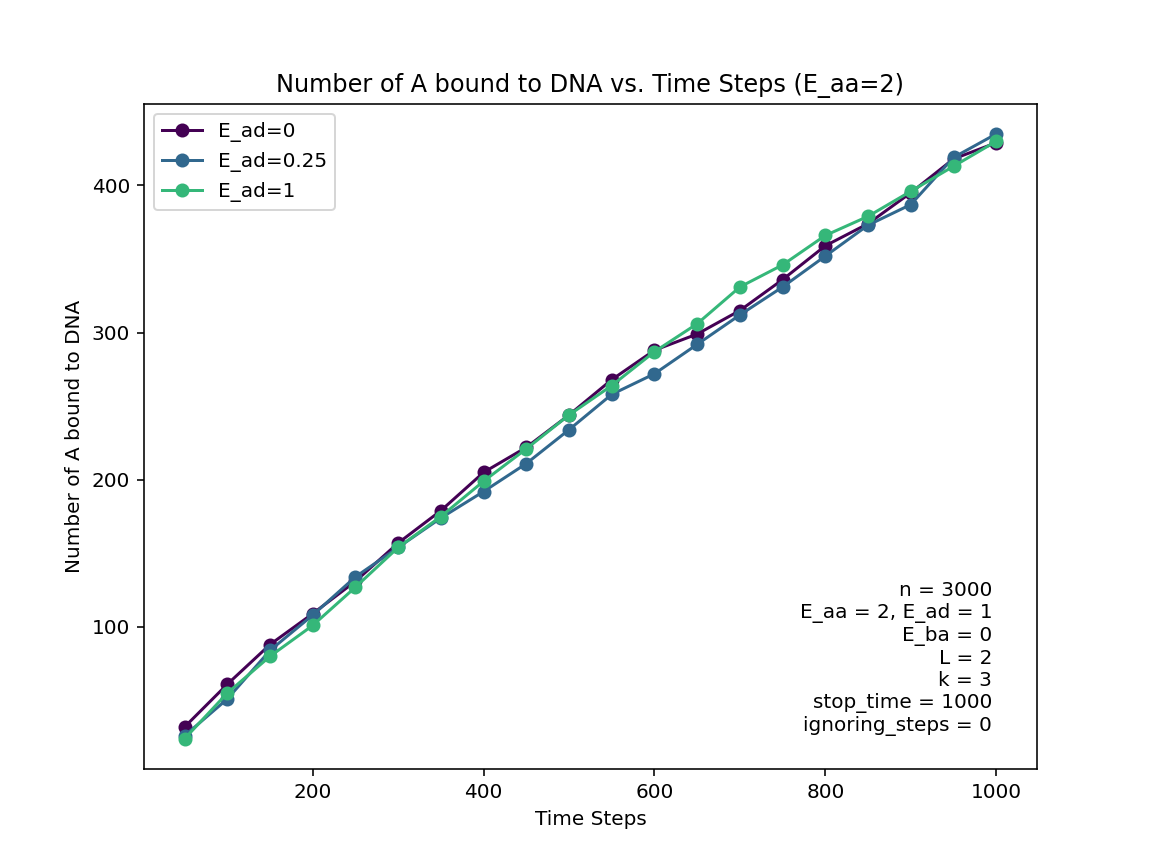 Number of A bound to DNA vs. Time Steps (E_aa=2)
E_ad=0
E_ad=0.25
E_ad=1
Number of A bound to DNA
400
300
200
100
n = 3000
E_aa = 2, E_ad = 1
E_ba = 0
L = 2
k = 3
stop_time = 1000
ignoring_steps = 0
200 400 600 800 1000
Time Steps